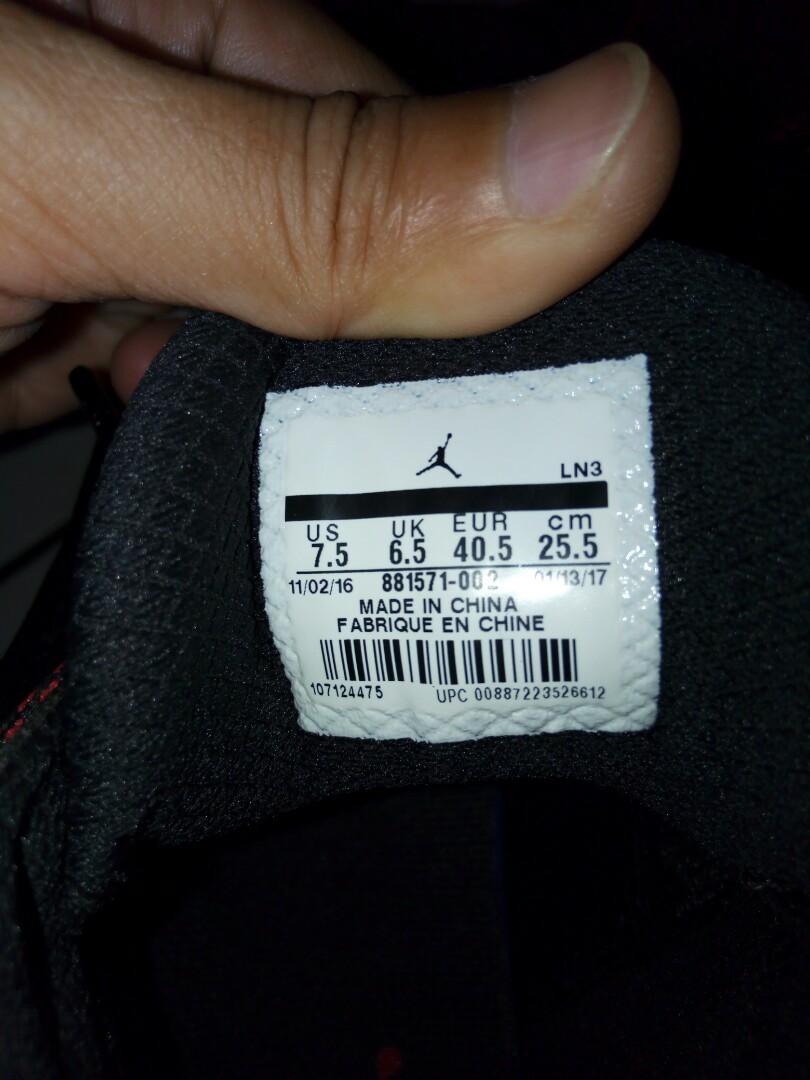 LN3
US UK EUR cm
7.5 6.5 40.5 25.5
11/02/16 881571-002 01/13/17
MADE IN CHINA
FABRIQUE EN CHINE
107124475 UPC 00887223526612